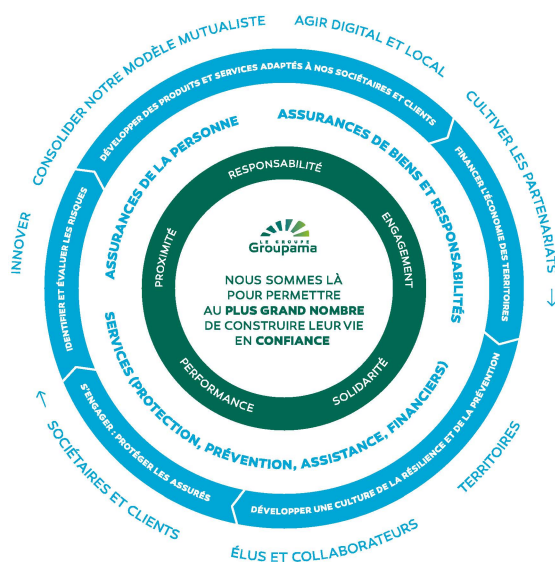 INNOVER
CONSOLIDER NOTRE MODÈLE MUTUALISTE
AGIR DIGITAL ET LOCAL
CULTIVER LES PARTENARIATS
TERRITOIRES
ÉLUS ET COLLABORATEURS
SOCIÉTAIRES ET CLIENTS
IDENTIFIER ET ÉVALUER LES RISQUES
DÉVELOPPER DES PRODUITS ET SERVICES ADAPTÉS À NOS SOCIÉTAIRES ET CLIENTS
FINANCER L'ÉCONOMIE DES TERRITOIRES
DÉVELOPPER UNE CULTURE DE LA RÉSILIENCE ET DE LA PRÉVENTION
S'ENGAGER : PROTÉGER LES ASSURÉS
ASSURANCES DE LA PERSONNE
ASSURANCES DE BIENS ET RESPONSABILITÉS
SERVICES (PROTECTION, PRÉVENTION, ASSISTANCE, FINANCIERS)
PROXIMITÉ
RESPONSABILITÉ
ENGAGEMENT
SOLIDARITÉ
PERFORMANCE
LE GROUPE
Groupama
NOUS SOMMES LÀ
POUR PERMETTRE
AU PLUS GRAND NOMBRE
DE CONSTRUIRE LEUR VIE
EN CONFIANCE